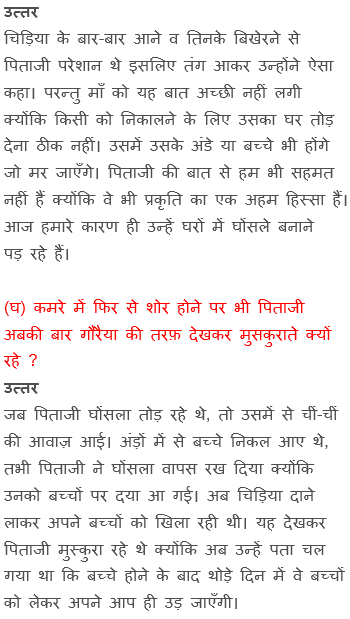 उत्तर
चिड़िया के बार-बार आने व तिनके बिखेरने से
पिताजी परेशान थे इसलिए तंग आकर उन्होंने ऐसा
कहा। परन्तु माँ को यह बात अच्छी नहीं लगी
क्योंकि किसी को निकालने के लिए उसका घर तोड़
देना ठीक नहीं। उसमें उसके अंडे या बच्चे भी होंगे
जो मर जाएँगे। पिताजी की बात से हम भी सहमत
नहीं हैं क्योंकि वे भी प्रकृति का एक अहम हिस्सा हैं।
आज हमारे कारण ही उन्हें घरों में घोंसले बनाने
पड़ रहे हैं।
(घ) कमरे में फिर से शोर होने पर भी पिताजी
अबकी बार गौरैया की तरफ़ देखकर मुसकुराते क्यों
रहे ?
उत्तर
जब पिताजी घोंसला तोड़ रहे थे, तो उसमें से चीं-चीं
की आवाज़ आई। अंड़ों में से बच्चे निकल आए थे,
तभी पिताजी ने घोंसला वापस रख दिया क्योंकि
उनको बच्चों पर दया आ गई। अब चिड़िया दाने
लाकर अपने बच्चों को खिला रही थी। यह देखकर
पिताजी मुस्कुरा रहे थे क्योंकि अब उन्हें पता चल
गया था कि बच्चे होने के बाद थोड़े दिन में वे बच्चों
को लेकर अपने आप ही उड़ जाएँगी।